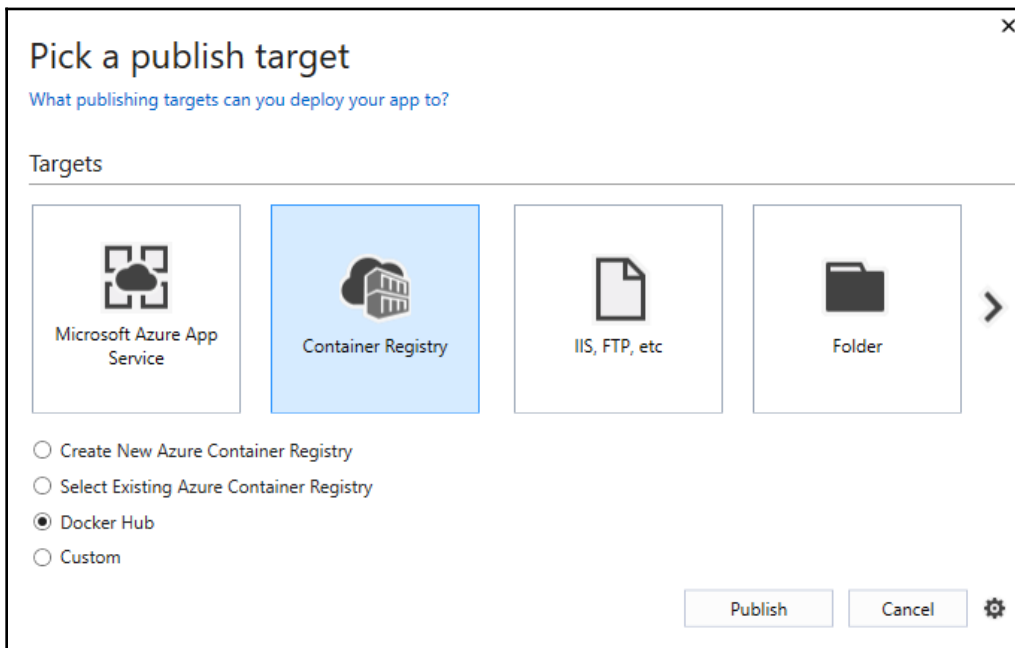 Pick a publish target
What publishing targets can you deploy your app to?
Targets
Microsoft Azure App
Service
Container Registry
IIS, FTP, etc
Folder
Create New Azure Container Registry
Select Existing Azure Container Registry
Docker Hub
Custom
Publish
Cancel